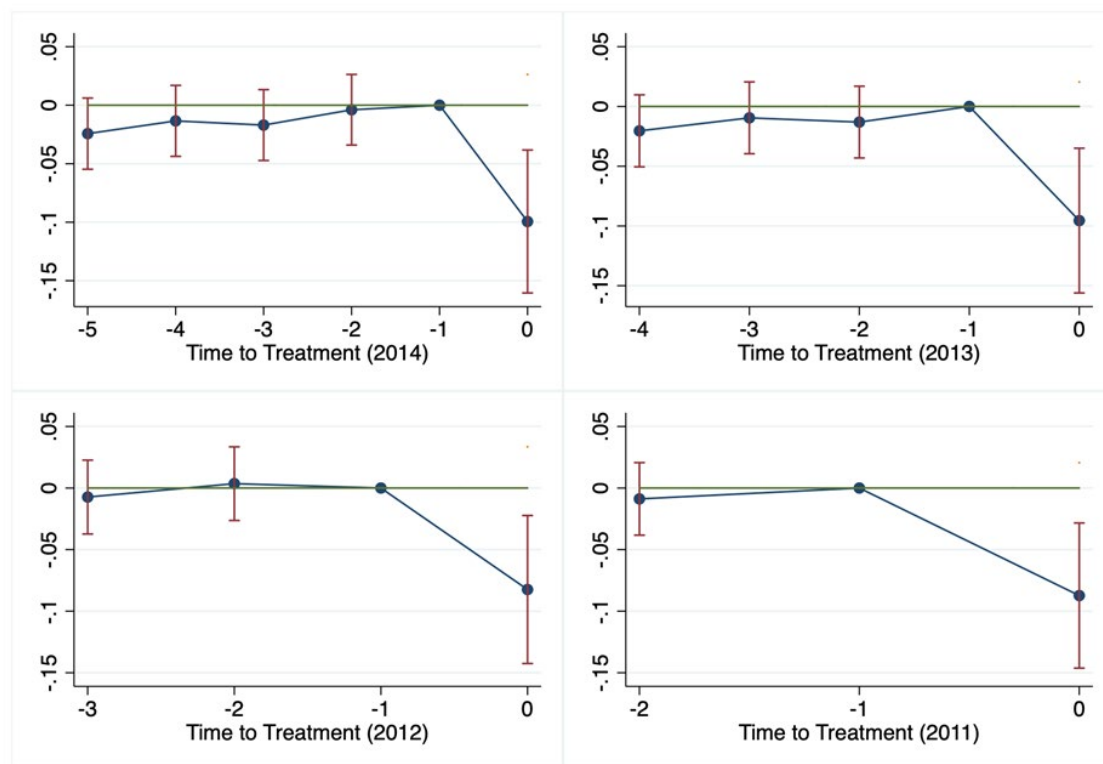 .05
0
-.05
-.1
-.15
-5 -4 -3 -2 -1 0
Time to Treatment (2014)
.05
0
-.05
-.1
-.15
-4 -3 -2 -1 0
Time to Treatment (2013)
.05
0
-.05
-.1
-.15
-3 -2 -1 0
Time to Treatment (2012)
.05
0
-.05
-.1
-.15
-2 -1 0
Time to Treatment (2011)